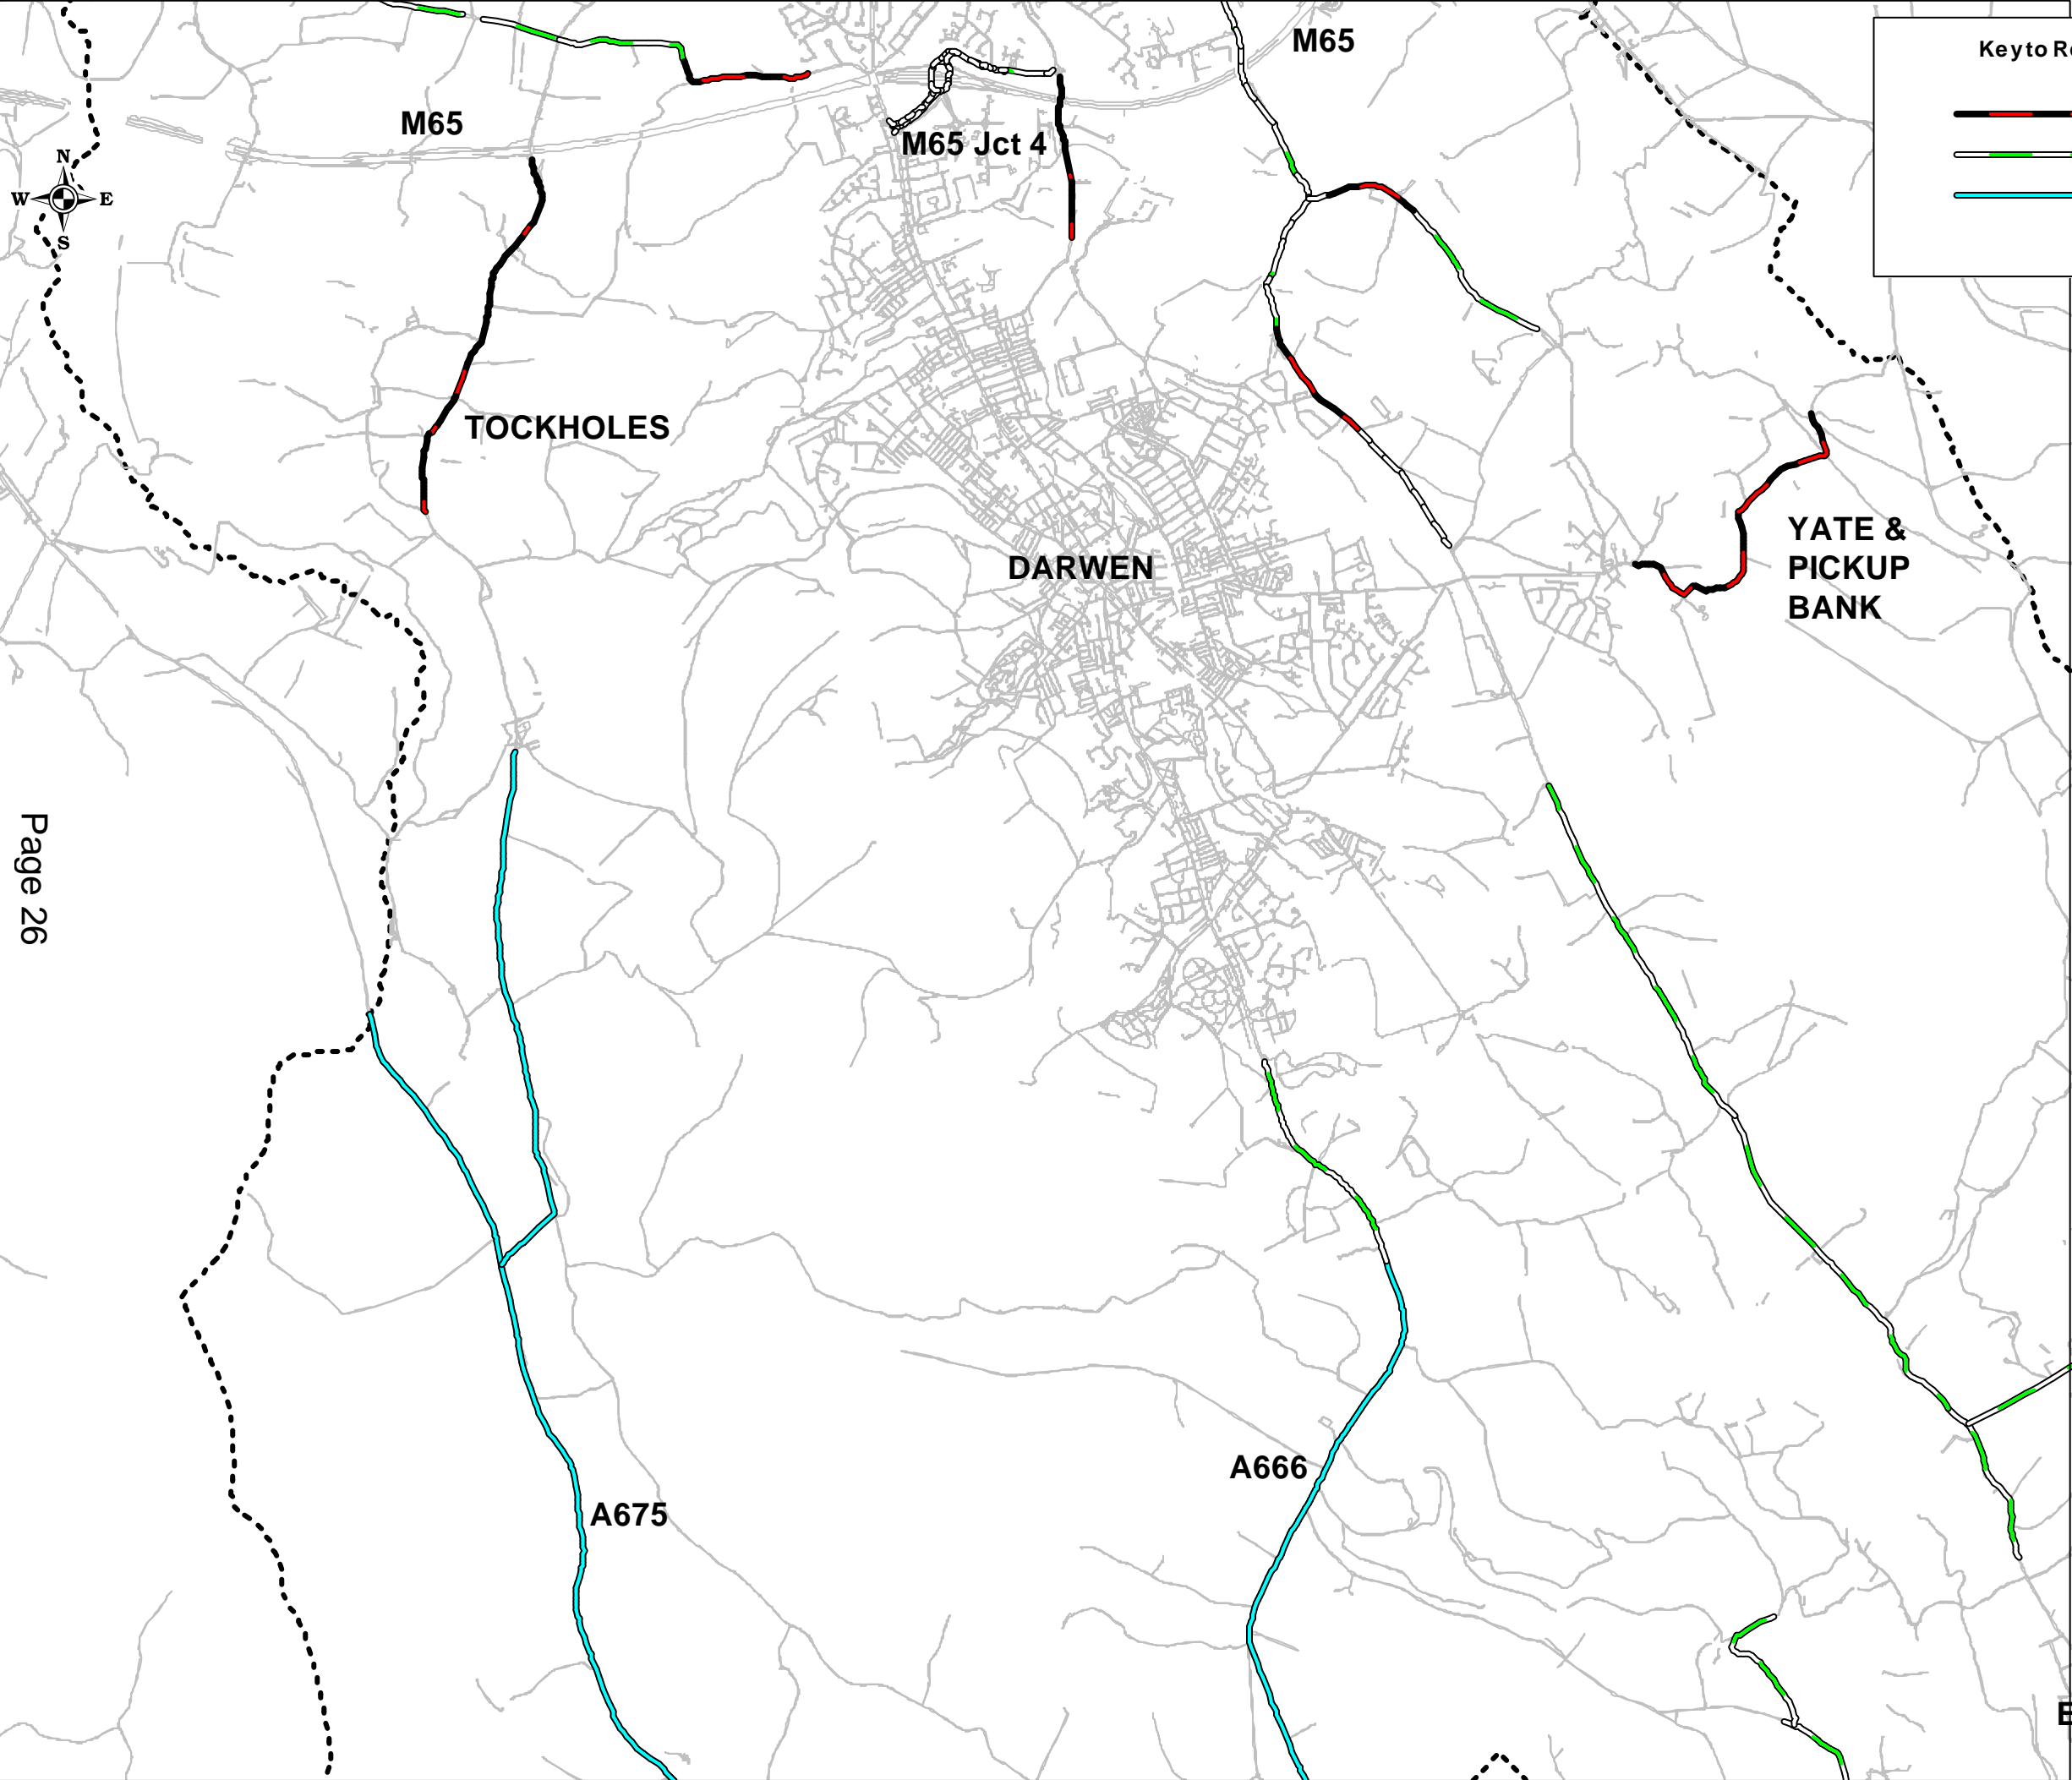 M65
Key to R
M65
M65 Jct 4
N
W E
S
TOCKHOLES
DARWEN
YATE &
PICKUP
BANK
Page 26
A666
A675